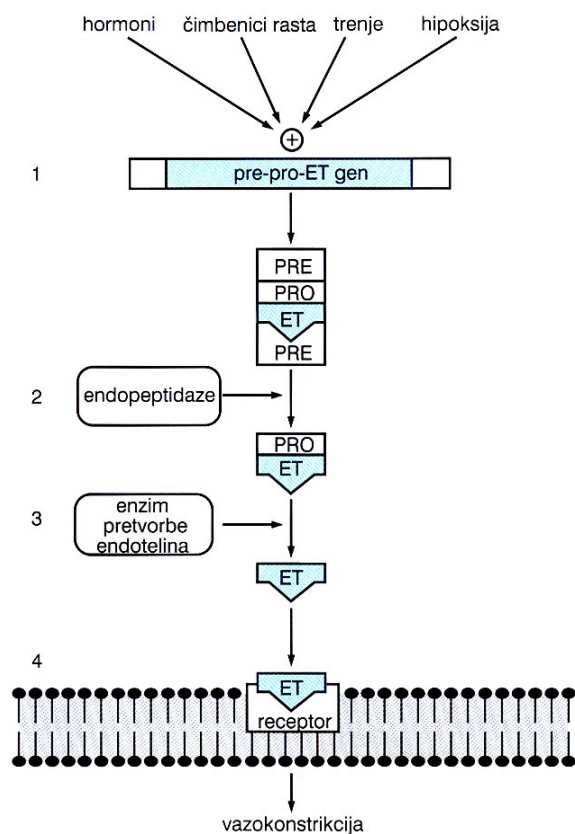 hormoni čimbenici rasta trenje hipoksija
+
1 pre-pro-ET gen
PRE
PRO
ET
PRE
2 endopeptidaze
PRO
ET
3 enzim
pretvorbe
endotelina
ET
4
ET
receptor
vazokonstrikcija